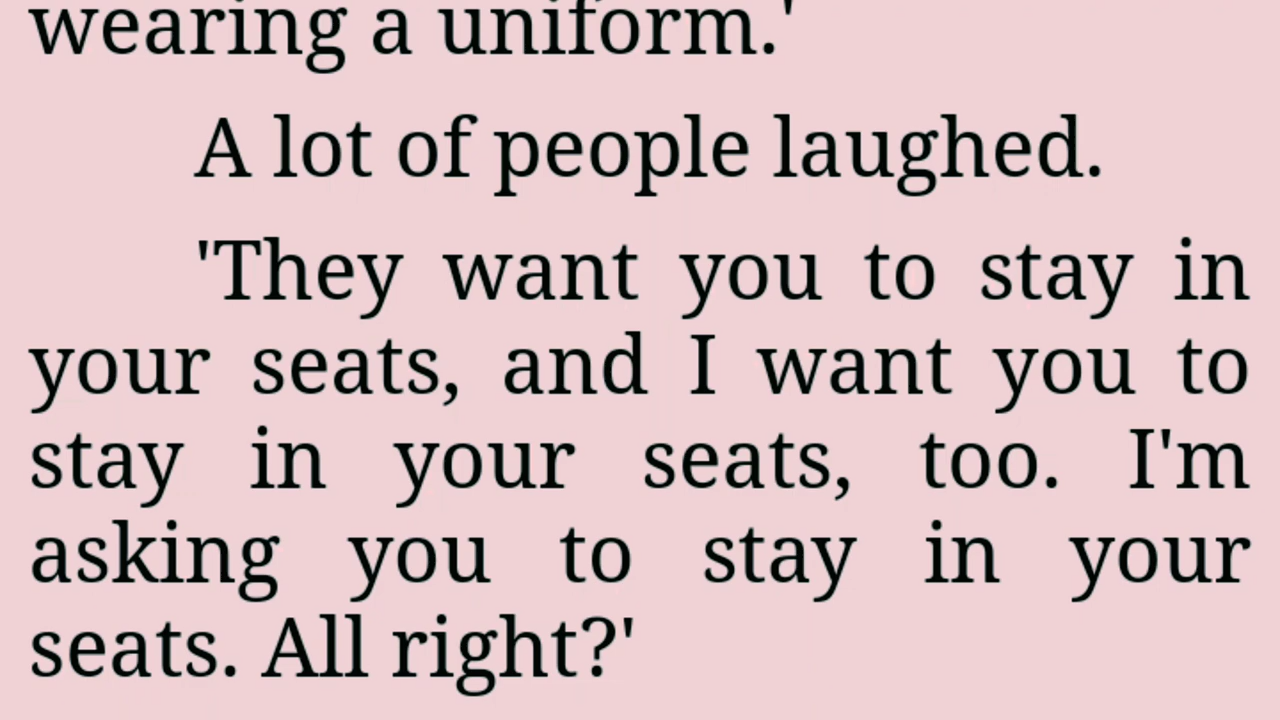 wearing a uniform.'
A lot of people laughed.
'They want you to stay in
your seats, and I want you to
stay in your seats, too. I'm
asking you to stay in your
seats. All right?'